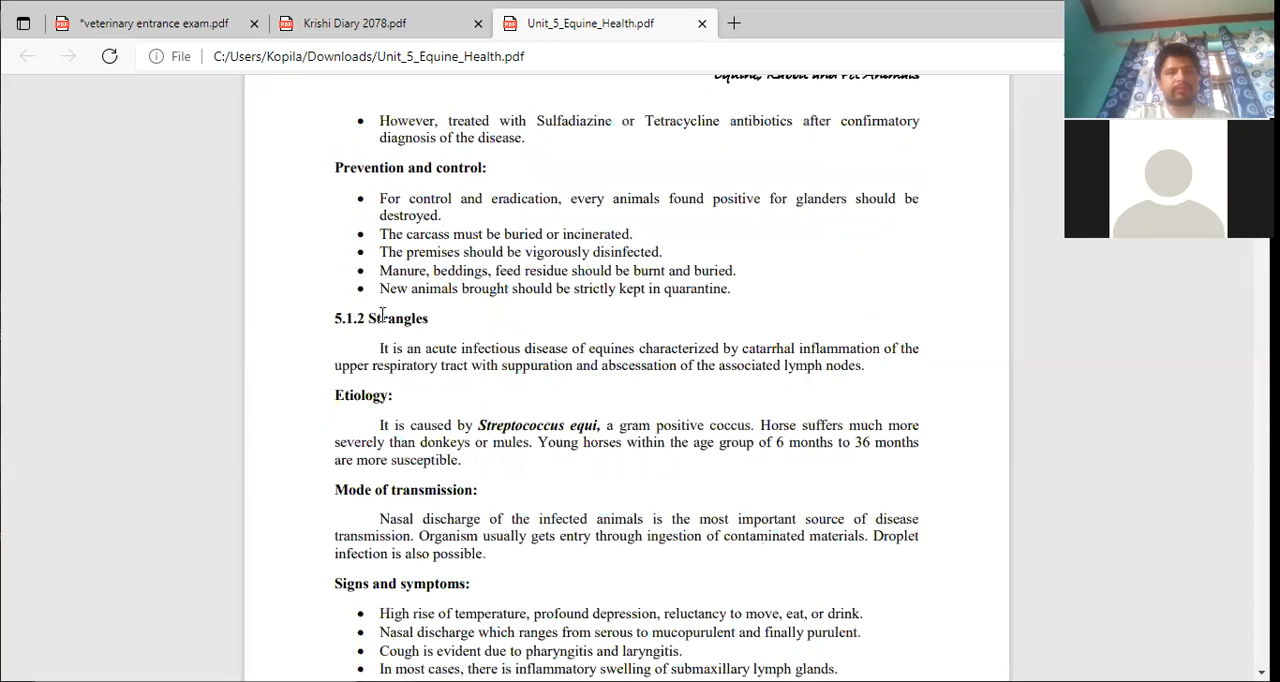 *veterinary entrance exam.pdf
Krishi Diary 2078.pdf
Unit_5_Equine_Health.pdf
File
C:/Users/Kopila/Downloads/Unit_5_Equine_Health.pdf
Equine, Rabbit and Pet Animals
• However, treated with Sulfadiazine or Tetracycline antibiotics after confirmatory
diagnosis of the disease.
Prevention and control:
• For control and eradication, every animals found positive for glanders should be
destroyed.
• The carcass must be buried or incinerated.
• The premises should be vigorously disinfected.
• Manure, beddings, feed residue should be burnt and buried.
• New animals brought should be strictly kept in quarantine.
5.1.2 Strangles
It is an acute infectious disease of equines characterized by catarrhal inflammation of the
upper respiratory tract with suppuration and abscessation of the associated lymph nodes.
Etiology:
It is caused by Streptococcus equi, a gram positive coccus. Horse suffers much more
severely than donkeys or mules. Young horses within the age group of 6 months to 36 months
are more susceptible.
Mode of transmission:
Nasal discharge of the infected animals is the most important source of disease
transmission. Organism usually gets entry through ingestion of contaminated materials. Droplet
infection is also possible.
Signs and symptoms:
• High rise of temperature, profound depression, reluctancy to move, eat, or drink.
• Nasal discharge which ranges from serous to mucopurulent and finally purulent.
• Cough is evident due to pharyngitis and laryngitis.
• In most cases, there is inflammatory swelling of submaxillary lymph glands.